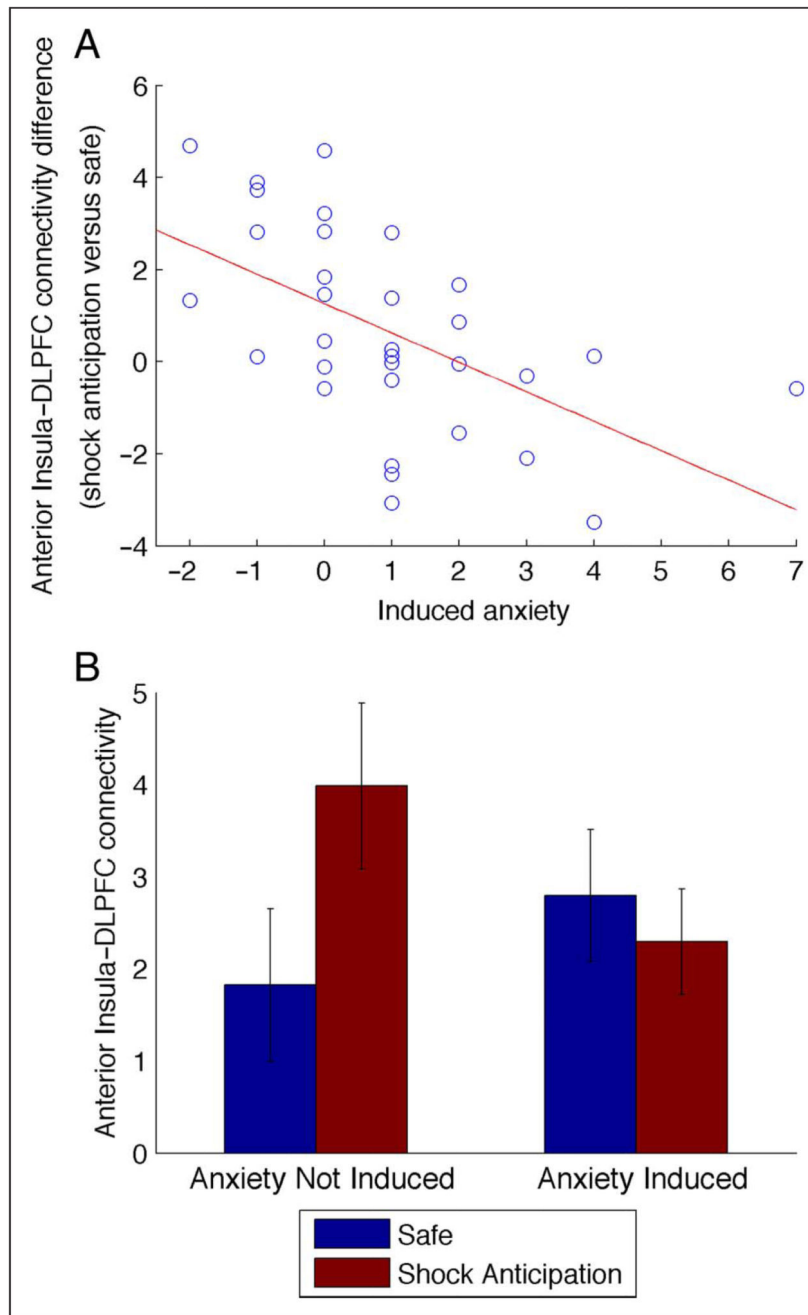 A
Anterior Insula-DLPFC connectivity difference
(shock anticipation versus safe)
6
4
2
0
−2
−4
−2 −1 0 1 2 3 4 5 6 7
Induced anxiety
B
Anterior Insula-DLPFC connectivity
5
4
3
2
1
0
Anxiety Not Induced Anxiety Induced
Safe
Shock Anticipation